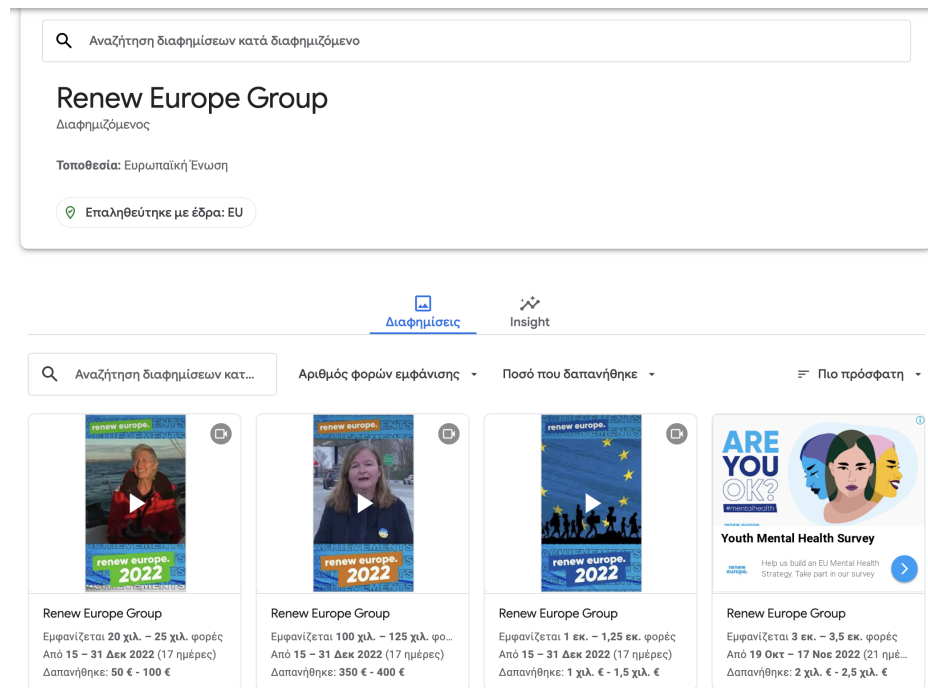 Αναζήτηση διαφημίσεων κατά διαφημιζόμενο
Renew Europe Group
Διαφημιζόμενος
Τοποθεσία: Ευρωπαϊκή Ένωση
Επαληθεύτηκε με έδρα: EU
Διαφημίσεις
Insight
Αναζήτηση διαφημίσεων κατ...
Αριθμός φορών εμφάνισης
Ποσό που δαπανήθηκε
Πιο πρόσφατη
renew europe.
ACHIEVEMENTS
renew europe.
2022
Renew Europe Group
Εμφανίζεται 20 χιλ. – 25 χιλ. φορές
Από 15 – 31 Δεκ 2022 (17 ημέρες)
Δαπανήθηκε: 50 € - 100 €
renew europe.
ACHIEVEMENTS
renew europe.
2022
Renew Europe Group
Εμφανίζεται 100 χιλ. – 125 χιλ. φο...
Από 15 – 31 Δεκ 2022 (17 ημέρες)
Δαπανήθηκε: 350 € - 400 €
renew europe.
ACHIEVEMENTS
renew europe.
2022
Renew Europe Group
Εμφανίζεται 1 εκ. – 1,25 εκ. φορές
Από 15 – 31 Δεκ 2022 (17 ημέρες)
Δαπανήθηκε: 1 χιλ. € - 1,5 χιλ. €
ARE
YOU
OK?
#mentalhealth
Youth Mental Health Survey
renew europe.
Help us build an EU Mental Health
Strategy. Take part in our survey
Renew Europe Group
Εμφανίζεται 3 εκ. – 3,5 εκ. φορές
Από 19 Οκτ – 17 Νοε 2022 (21 ημέ...
Δαπανήθηκε: 2 χιλ. € - 2,5 χιλ. €